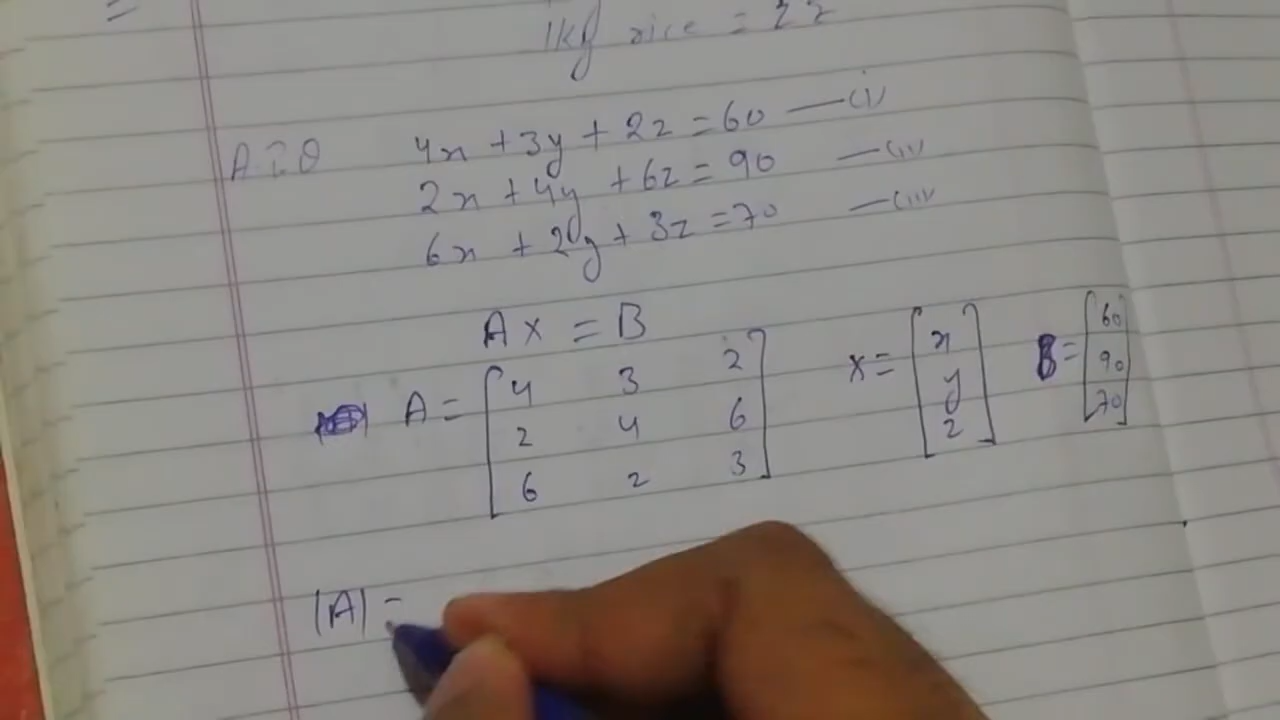 1kg rice = ₹ z
A.T.Q 4x + 3y + 2z = 60 —(i)
2x + 4y + 6z = 90 —(ii)
6x + 2y + 3z = 70 —(iii)
AX = B
A = [4 3 2
2 4 6
6 2 3] X = [x
y
z] B = [60
90
70]
|A| =